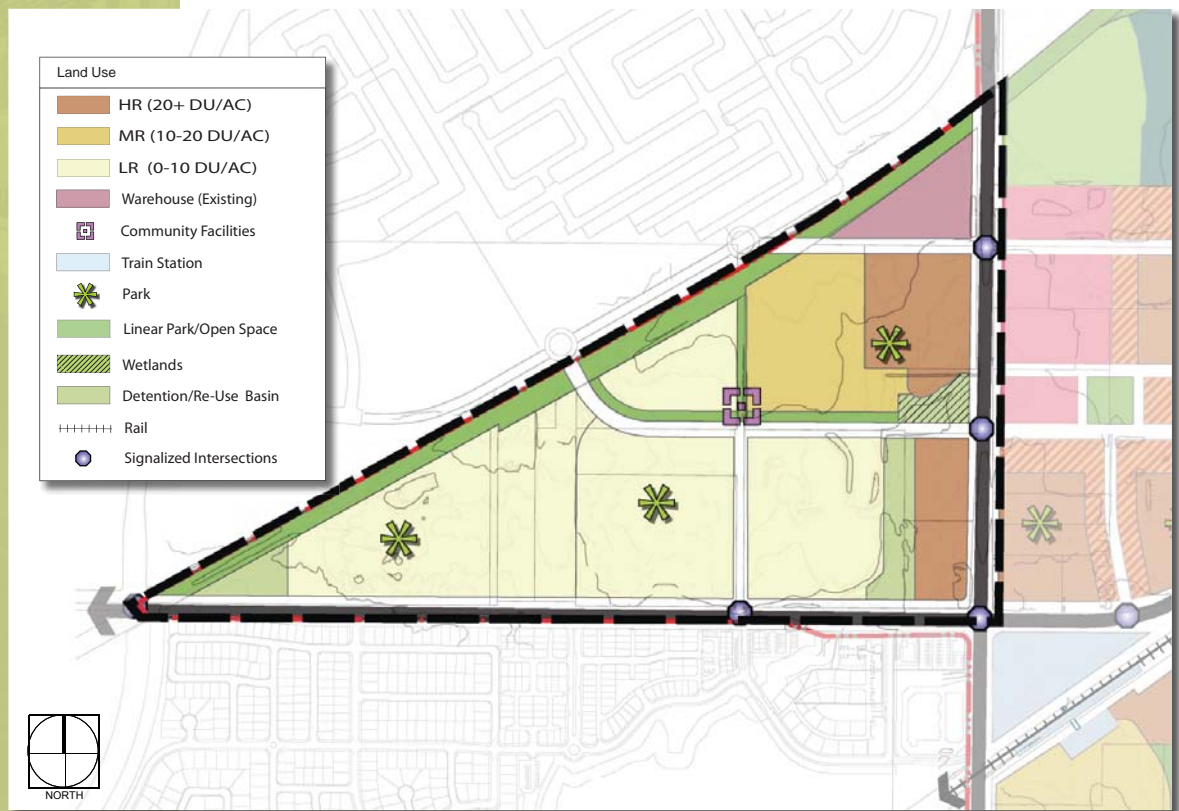 Land Use
HR (20+ DU/AC)
MR (10-20 DU/AC)
LR (0-10 DU/AC)
Warehouse (Existing)
Community Facilities
Train Station
Park
Linear Park/Open Space
Wetlands
Detention/Re-Use Basin
Rail
Signalized Intersections
NORTH